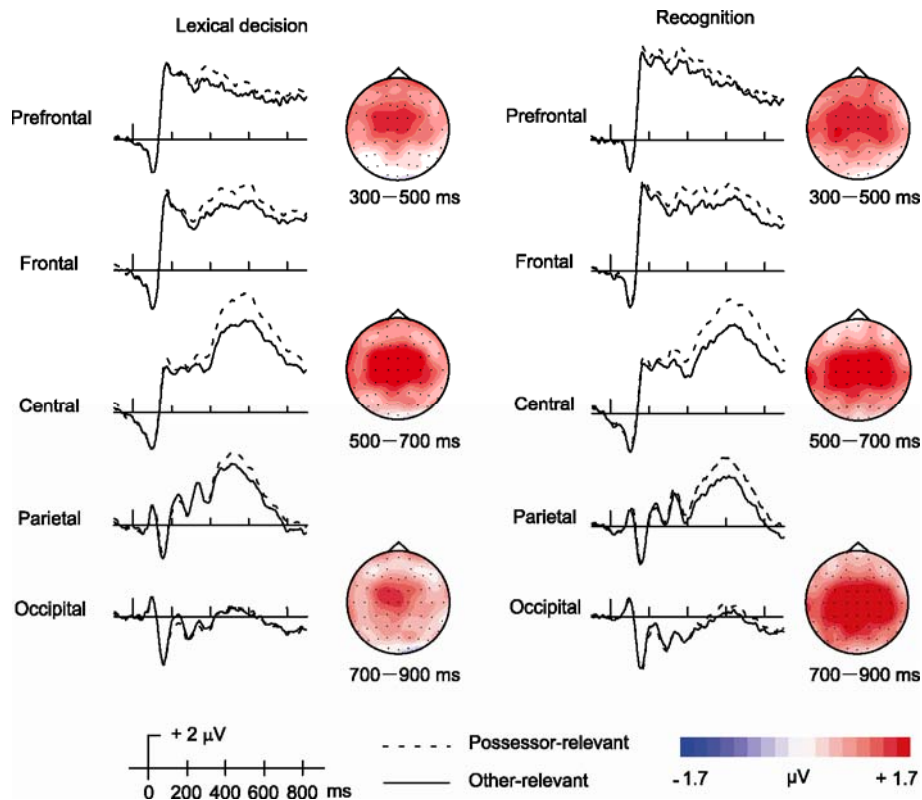 Lexical decision
Recognition
Prefrontal
300—500 ms
Frontal
Central
500—700 ms
Parietal
Occipital
700—900 ms
Prefrontal
300—500 ms
Frontal
Central
500—700 ms
Parietal
Occipital
700—900 ms
+ 2 μV
0 200 400 600 800 ms
Possessor-relevant
Other-relevant
-1.7 μV + 1.7